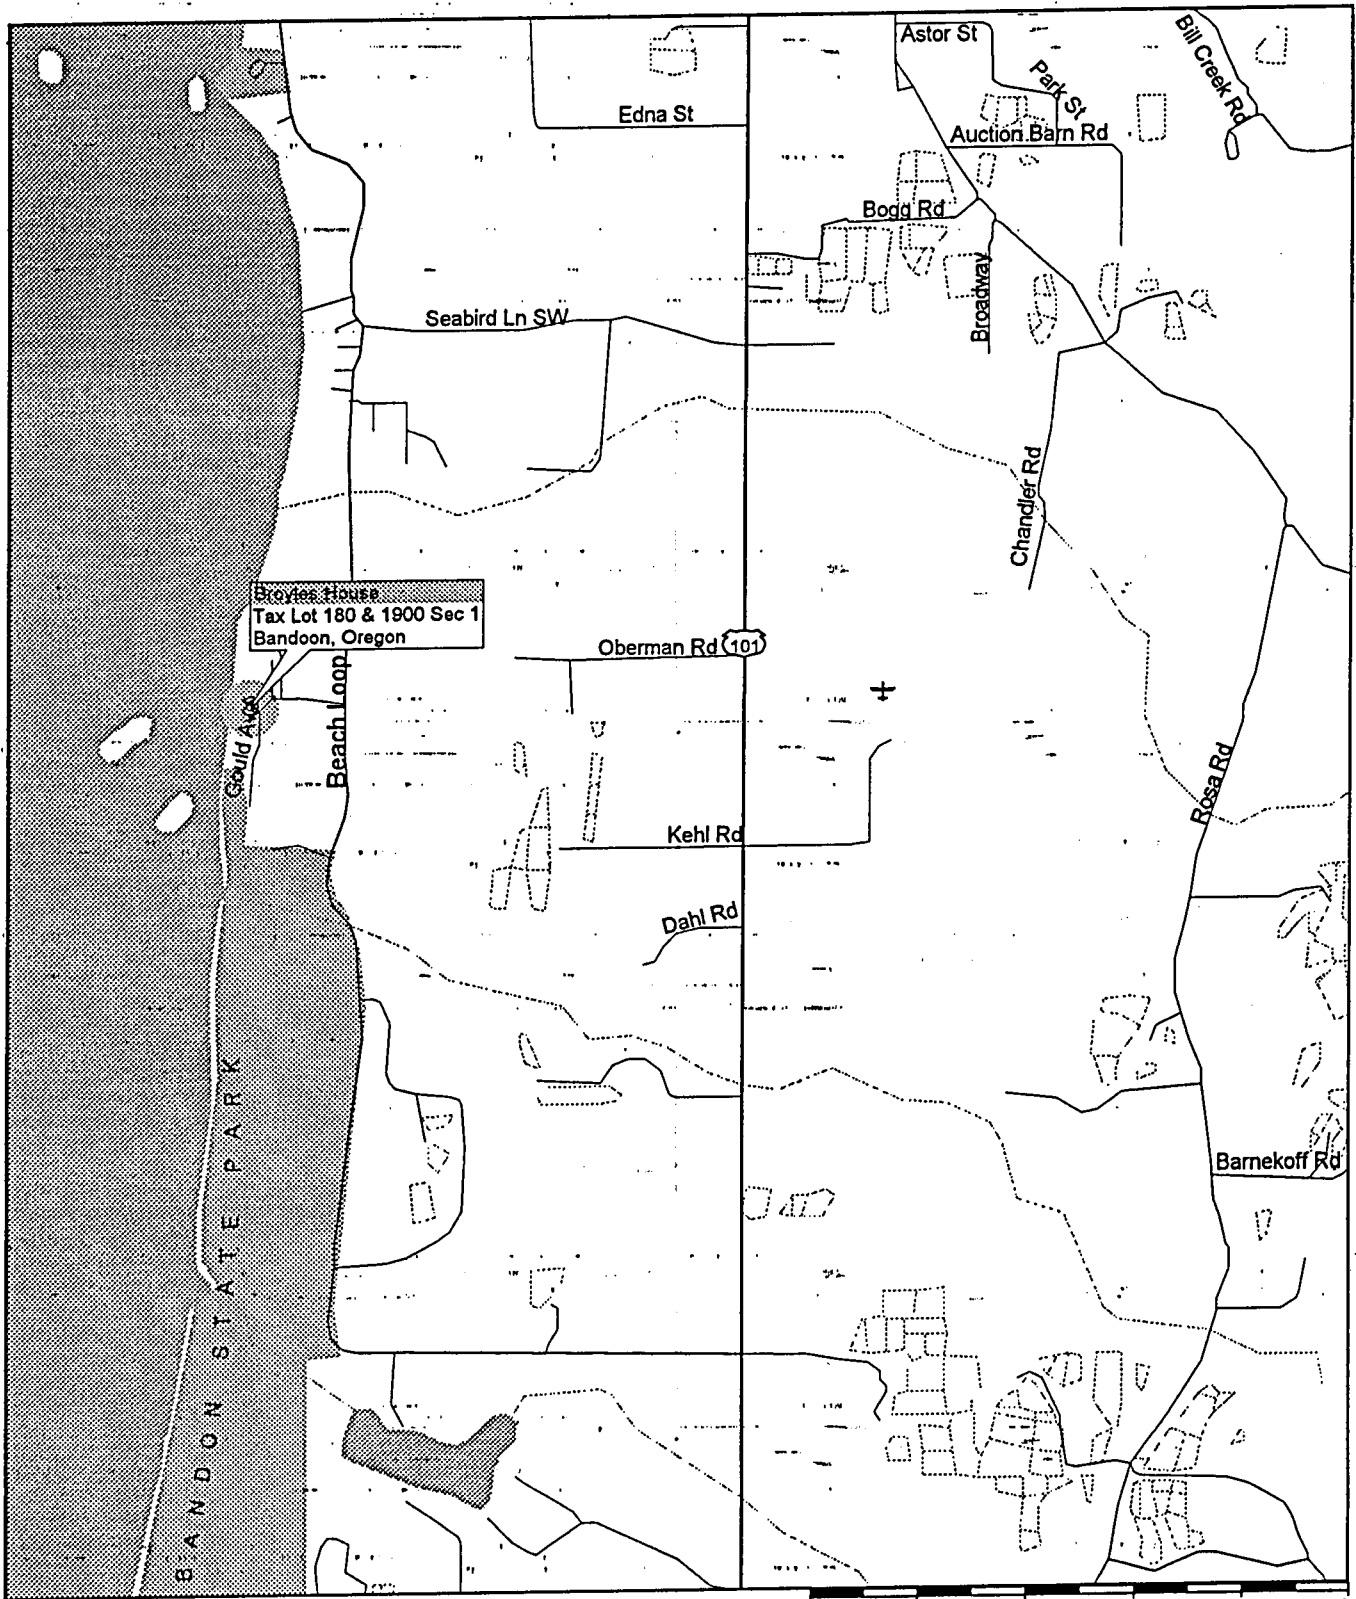 Astor St
Bill Creek Rd
Park St
Edna St
Auction Barn Rd
Bogg Rd
Broadway
Seabird Ln SW
Chandler Rd
Broyles House
Tax Lot 180 & 1900 Sec 1
Bandoon, Oregon
Oberman Rd
101
Gould Ave
Beach Loop
Rosa Rd
Kehl Rd
Dahl Rd
BANDON STATE PARK
Barnekoff Rd